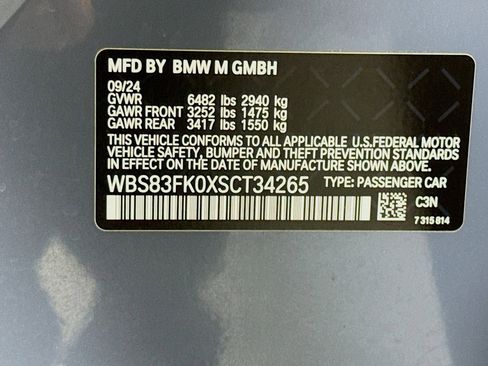 MFD BY BMW M GMBH
09/24
GVWR 6482 lbs 2940 kg
GAWR FRONT 3252 lbs 1475 kg
GAWR REAR 3417 lbs 1550 kg
THIS VEHICLE CONFORMS TO ALL APPLICABLE U.S.FEDERAL MOTOR
VEHICLE SAFETY, BUMPER AND THEFT PREVENTION STANDARDS
IN EFFECT ON THE DATE OF MANUFACTURE SHOWN ABOVE.
WBS83FK0XSCT34265 TYPE: PASSENGER CAR
C3N
7 315 814